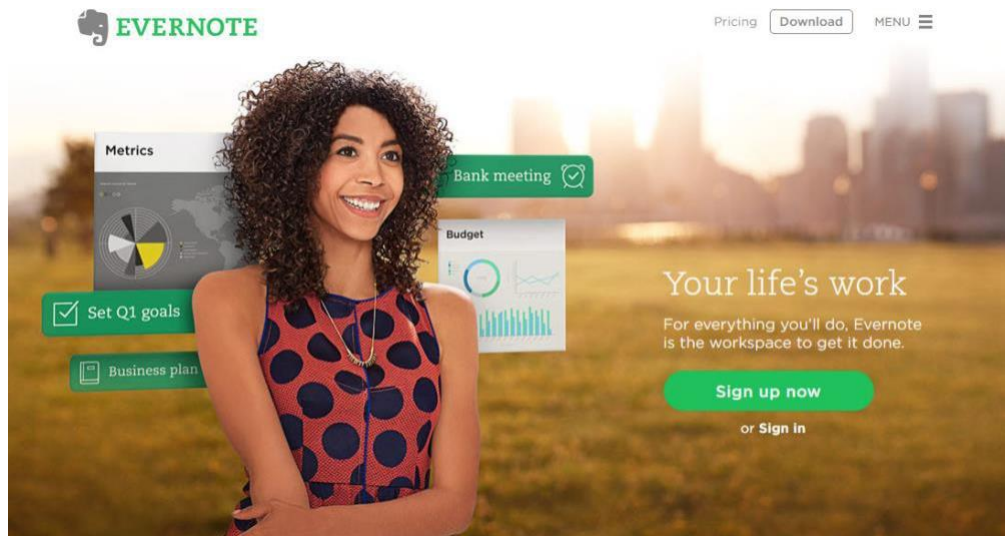 EVERNOTE
Pricing
Download
MENU
Metrics
Bank meeting
Budget
Set Q1 goals
Business plan
Your life's work
For everything you'll do, Evernote
is the workspace to get it done.
Sign up now
or Sign in